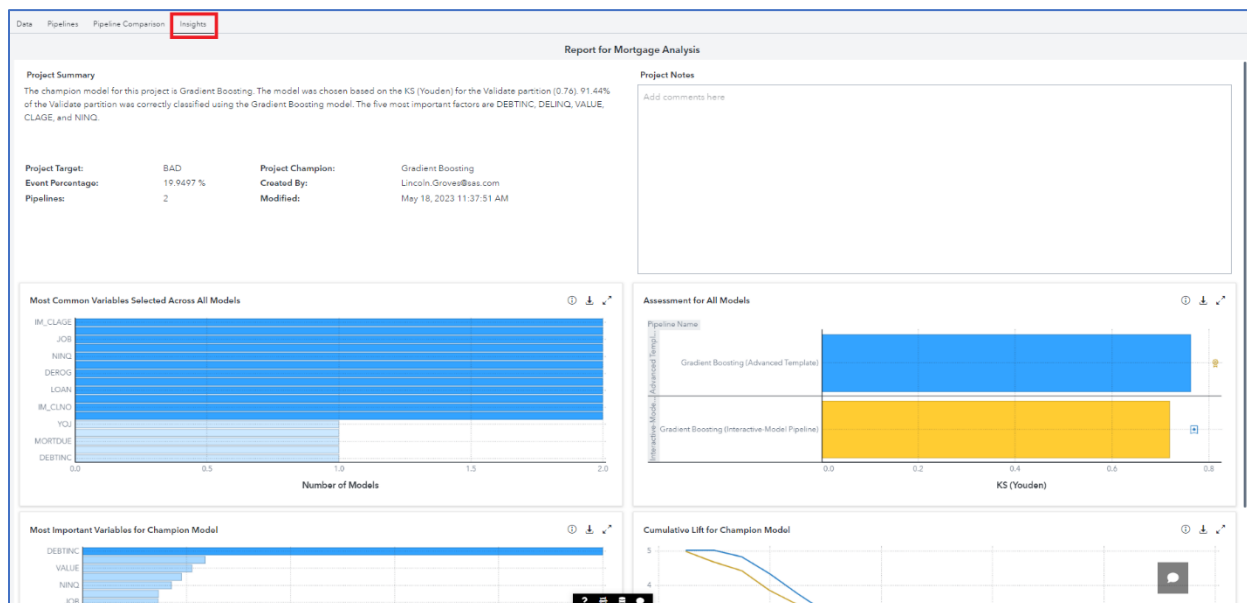 Data Pipelines Pipeline Comparison Insights
Report for Mortgage Analysis
Project Summary
The champion model for this project is Gradient Boosting. The model was chosen based on the KS (Youden) for the Validate partition (0.76). 91.44%
of the Validate partition was correctly classified using the Gradient Boosting model. The five most important factors are DEBTINC, DELINQ, VALUE,
CLAGE, and NINQ.
Project Target: BAD Project Champion: Gradient Boosting
Event Percentage: 19.9497 % Created By: Lincoln.Groves@sas.com
Pipelines: 2 Modified: May 18, 2023 11:37:51 AM
Project Notes
Add comments here
Most Common Variables Selected Across All Models
IM_CLAGE
JOB
NINQ
DEROG
LOAN
IM_CLNO
YOJ
MORTDUE
DEBTINC
0.0 0.5 1.0 1.5 2.0
Number of Models
Assessment for All Models
Pipeline Name
Advanced Templ...
Gradient Boosting (Advanced Template)
Interactive-Mode...
Gradient Boosting (Interactive-Model Pipeline)
0.0 0.2 0.4 0.6 0.8
KS (Youden)
Most Important Variables for Champion Model
DEBTINC
VALUE
NINQ
JOB
Cumulative Lift for Champion Model
5
4
?